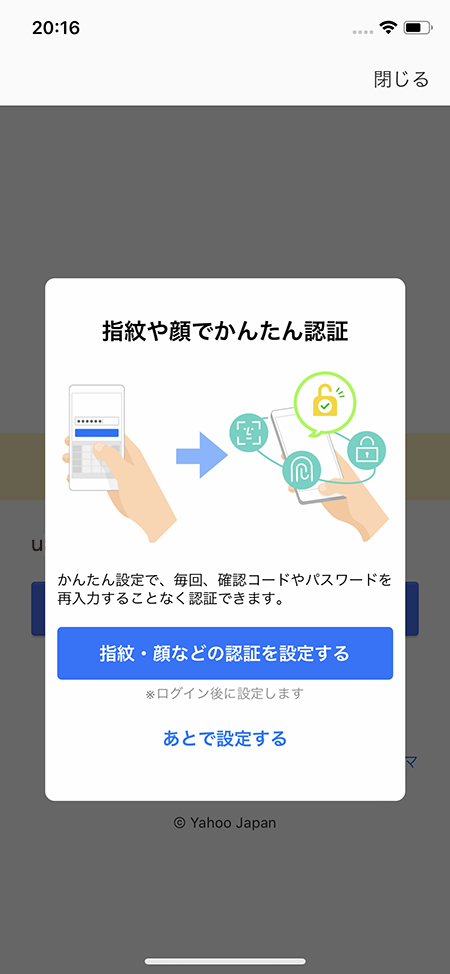 20:16
閉じる
指紋や顔でかんたん認証
かんたん設定で、毎回、確認コードやパスワードを
再入力することなく認証できます。
指紋・顔などの認証を設定する
※ログイン後に設定します
あとで設定する
© Yahoo Japan